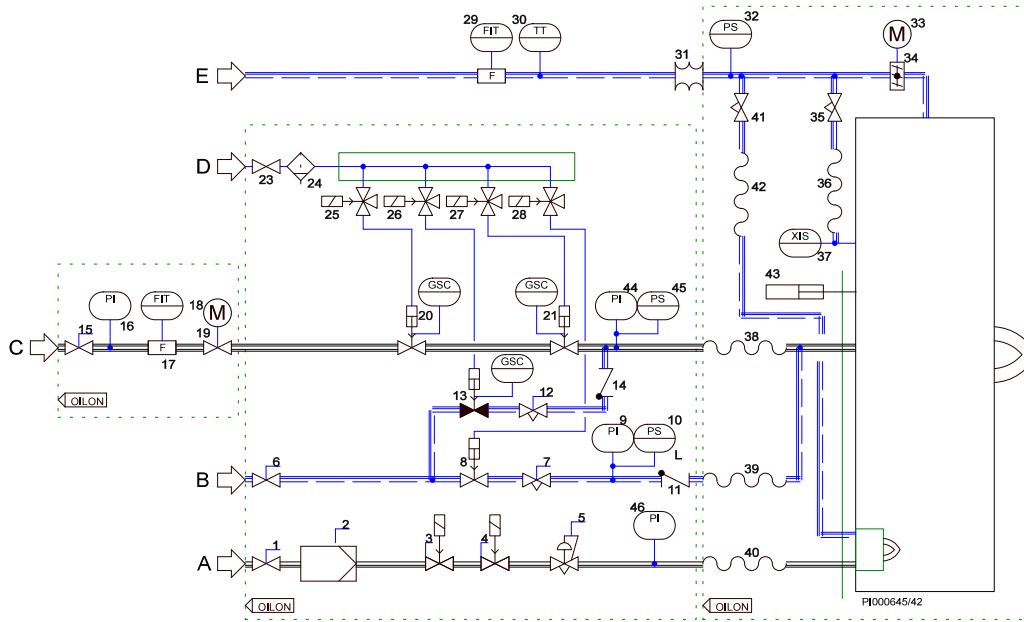 29 30 32 33
FIT TT PS M
31 34
E F
41 35
D
23 24
42 36
25 26 27 28
XIS
37
43
GSC GSC
18 44 45
PI FIT M PI PS
15 16 19 20 21
C F
17 38
GSC
13 12 14
OILON
9 10
PI PS
6 8 7 L
B
11 39
46
1 2 3 4 5 PI
A
40
PI000645/42
OILON OILON